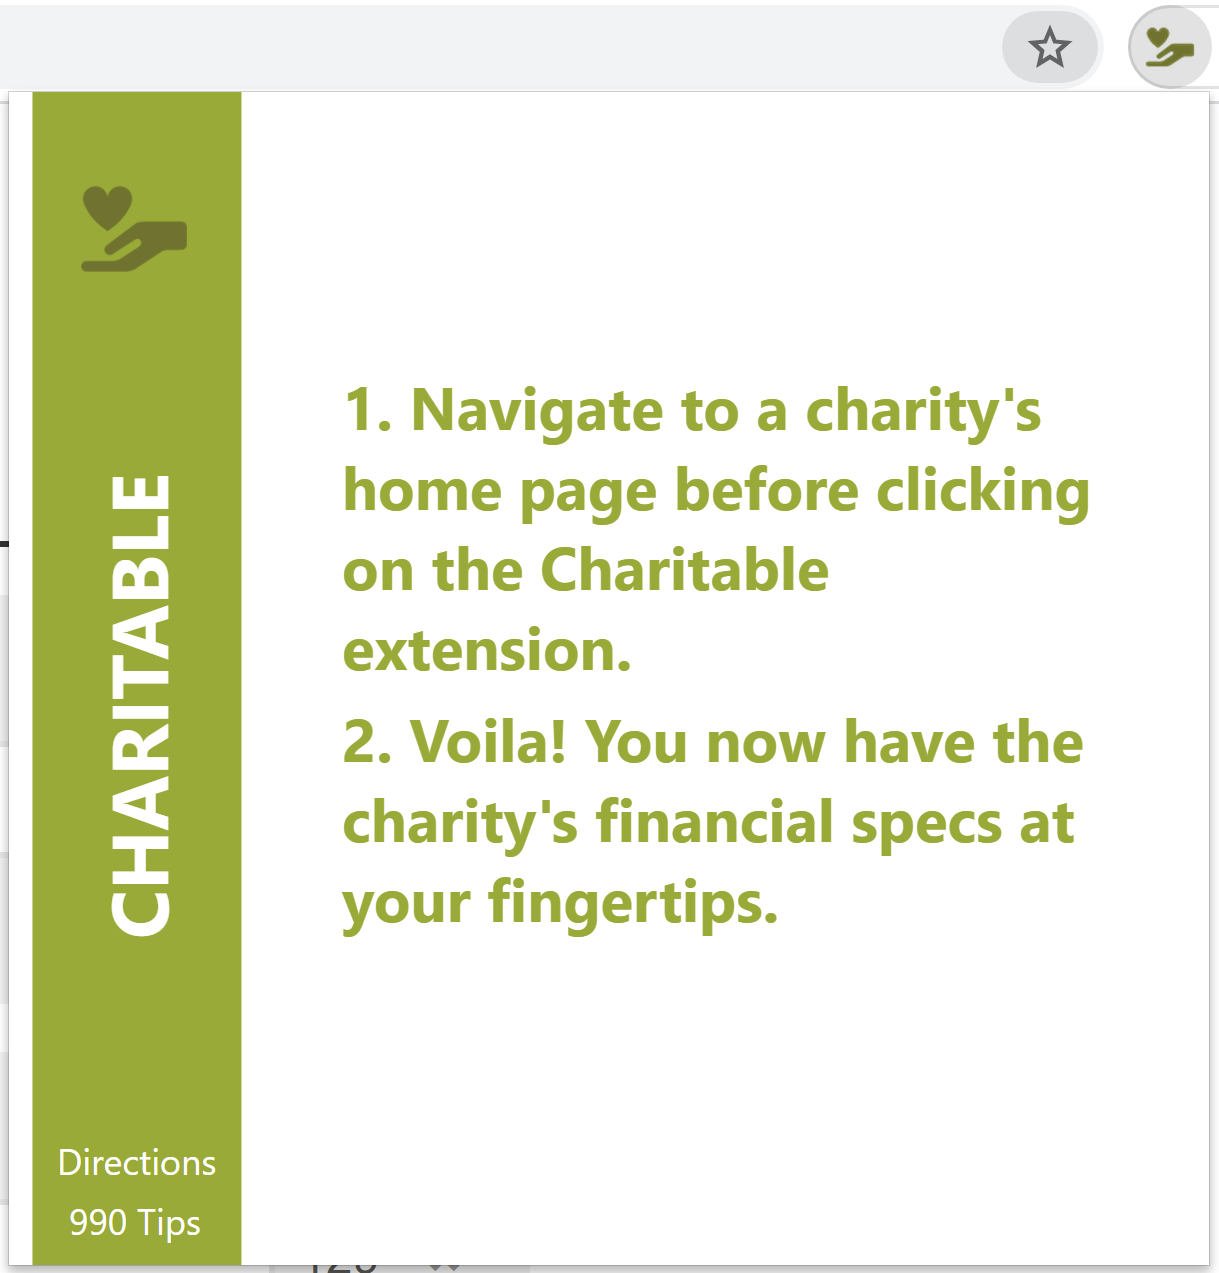 CHARITABLE
Directions
990 Tips
1. Navigate to a charity's
home page before clicking
on the Charitable
extension.
2. Voila! You now have the
charity's financial specs at
your fingertips.